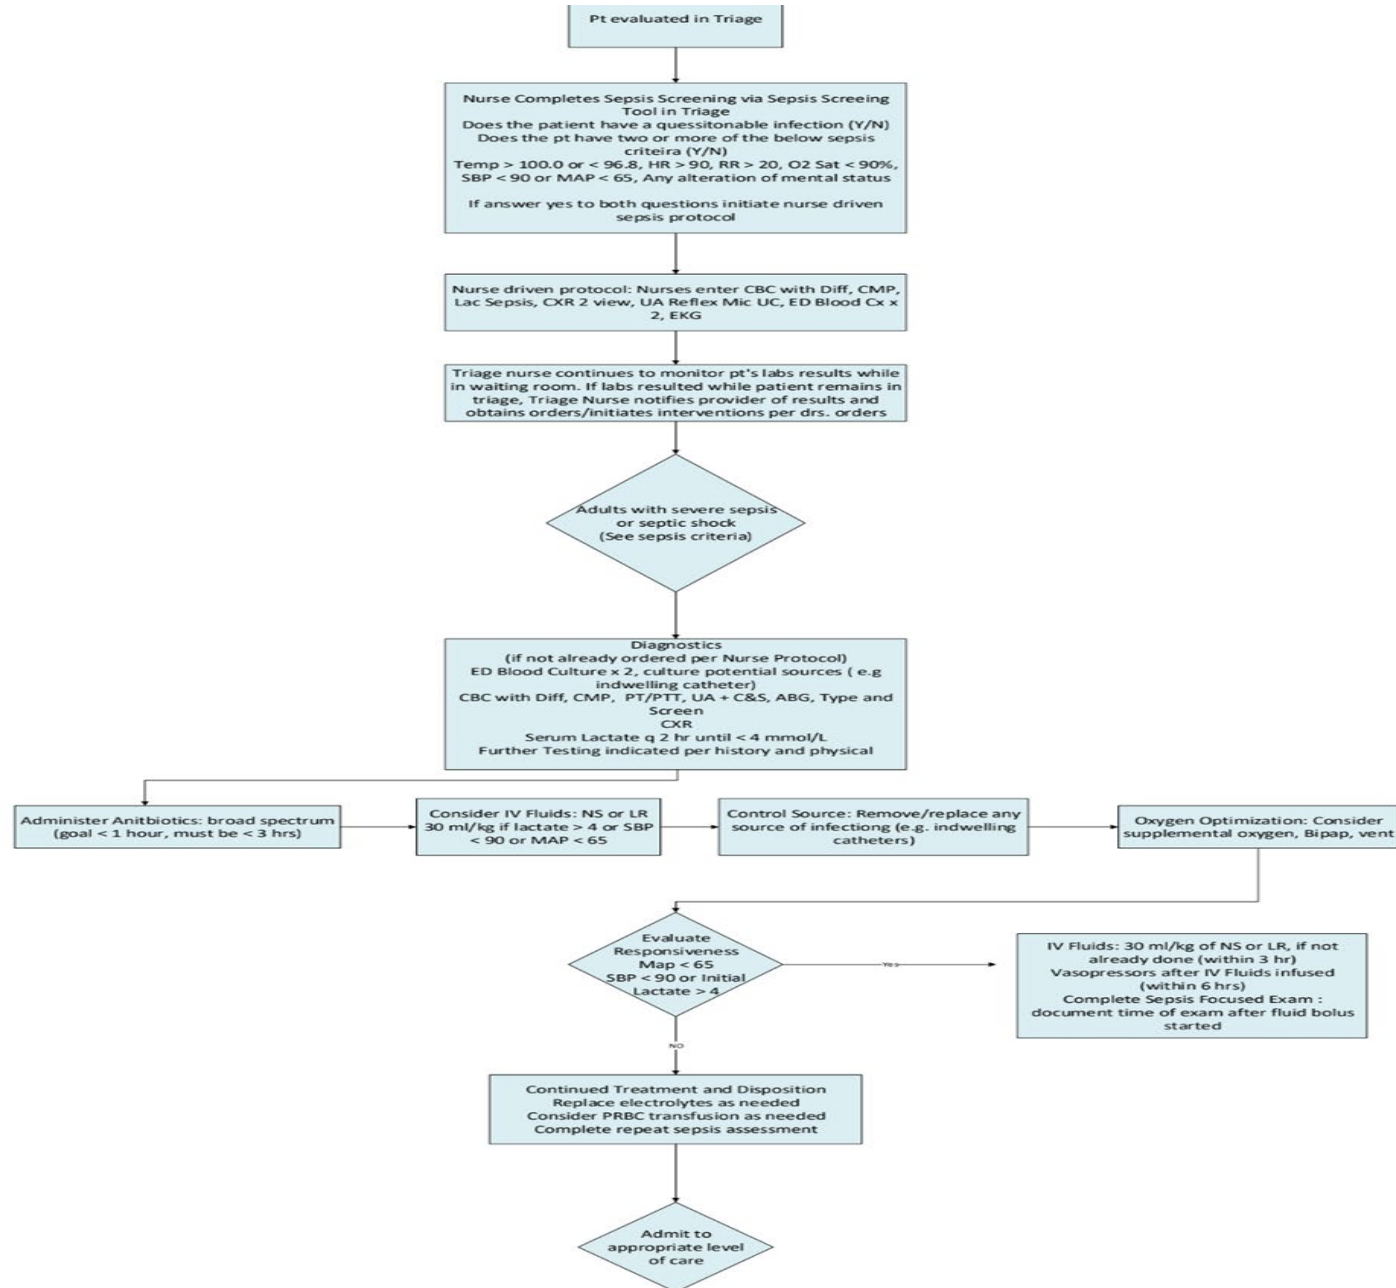 Pt evaluated in Triage
Nurse Completes Sepsis Screening via Sepsis Screeing
Tool in Triage
Does the patient have a quessitonable infection (Y/N)
Does the pt have two or more of the below sepsis
criteira (Y/N)
Temp > 100.0 or < 96.8, HR > 90, RR > 20, O2 Sat < 90%,
SBP < 90 or MAP < 65, Any alteration of mental status
If answer yes to both questions initiate nurse driven
sepsis protocol
Nurse driven protocol: Nurses enter CBC with Diff, CMP,
Lac Sepsis, CXR 2 view, UA Reflex Mic UC, ED Blood Cx x
2, EKG
Triage nurse continues to monitor pt's labs results while
in waiting room. If labs resulted while patient remains in
triage, Triage Nurse notifies provider of results and
obtains orders/initiates interventions per drs. orders
Adults with severe sepsis
or septic shock
(See sepsis criteria)
Diagnostics
(if not already ordered per Nurse Protocol)
ED Blood Culture x 2, culture potential sources ( e.g
indwelling catheter)
CBC with Diff, CMP, PT/PTT, UA + C&S, ABG, Type and
Screen
CXR
Serum Lactate q 2 hr until < 4 mmol/L
Further Testing indicated per history and physical
Administer Anitbiotics: broad spectrum
(goal < 1 hour, must be < 3 hrs)
Consider IV Fluids: NS or LR
30 ml/kg if lactate > 4 or SBP
< 90 or MAP < 65
Control Source: Remove/replace any
source of infectiong (e.g. indwelling
catheters)
Oxygen Optimization: Consider
supplemental oxygen, Bipap, vent
Evaluate
Responsiveness
Map < 65
SBP < 90 or Initial
Lactate > 4
Yes
IV Fluids: 30 ml/kg of NS or LR, if not
already done (within 3 hr)
Vasopressors after IV Fluids infused
(within 6 hrs)
Complete Sepsis Focused Exam :
document time of exam after fluid bolus
started
NO
Continued Treatment and Disposition
Replace electrolytes as needed
Consider PRBC transfusion as needed
Complete repeat sepsis assessment
Admit to
appropriate level
of care